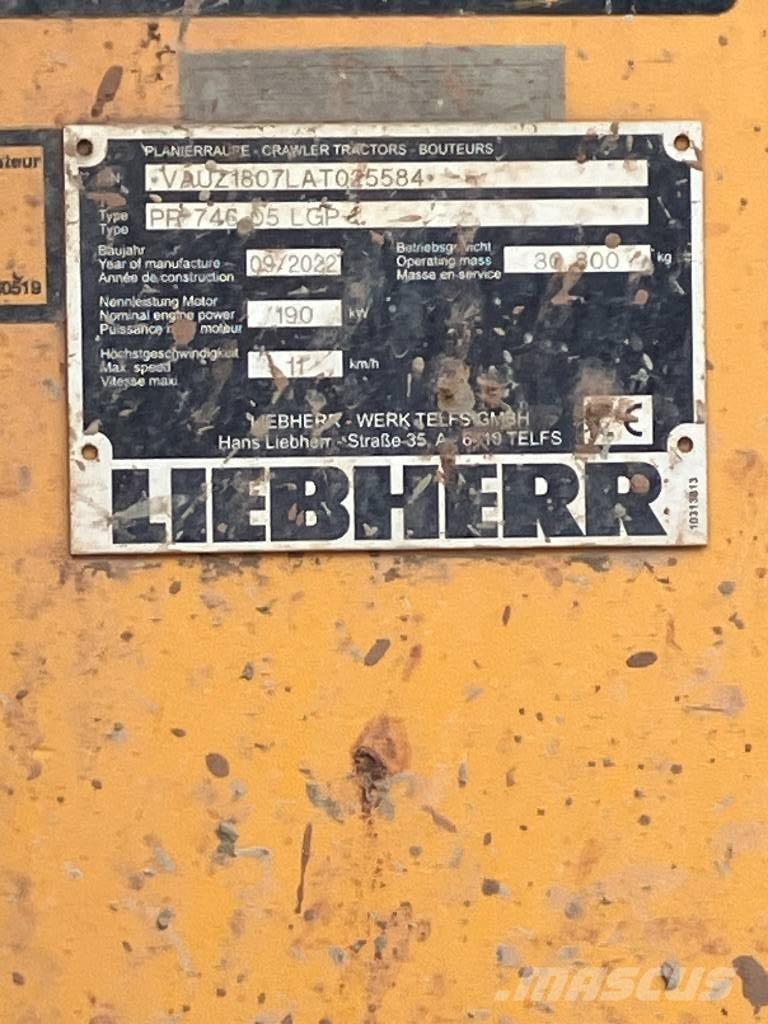 PLANIERRAUPE - CRAWLER TRACTORS - BOUTEURS
VAUZ1807LAT025584
Type PR 746 05 LGP
Type
Baujahr
Year of manufacture 09/2022
Année de construction
Betriebsgewicht
Operating mass 30 800 kg
Masse en service
Nennleistung Motor
Nominal engine power 190 kW
Puissance moteur
Höchstgeschwindigkeit
Max. speed 11 km/h
Vitesse maxi.
LIEBHERR - WERK TELFS GMBH
Hans Liebherr - Straße 35, A - TELFS
CE
LIEBHERR
10313813
ateur
0519
.mascus